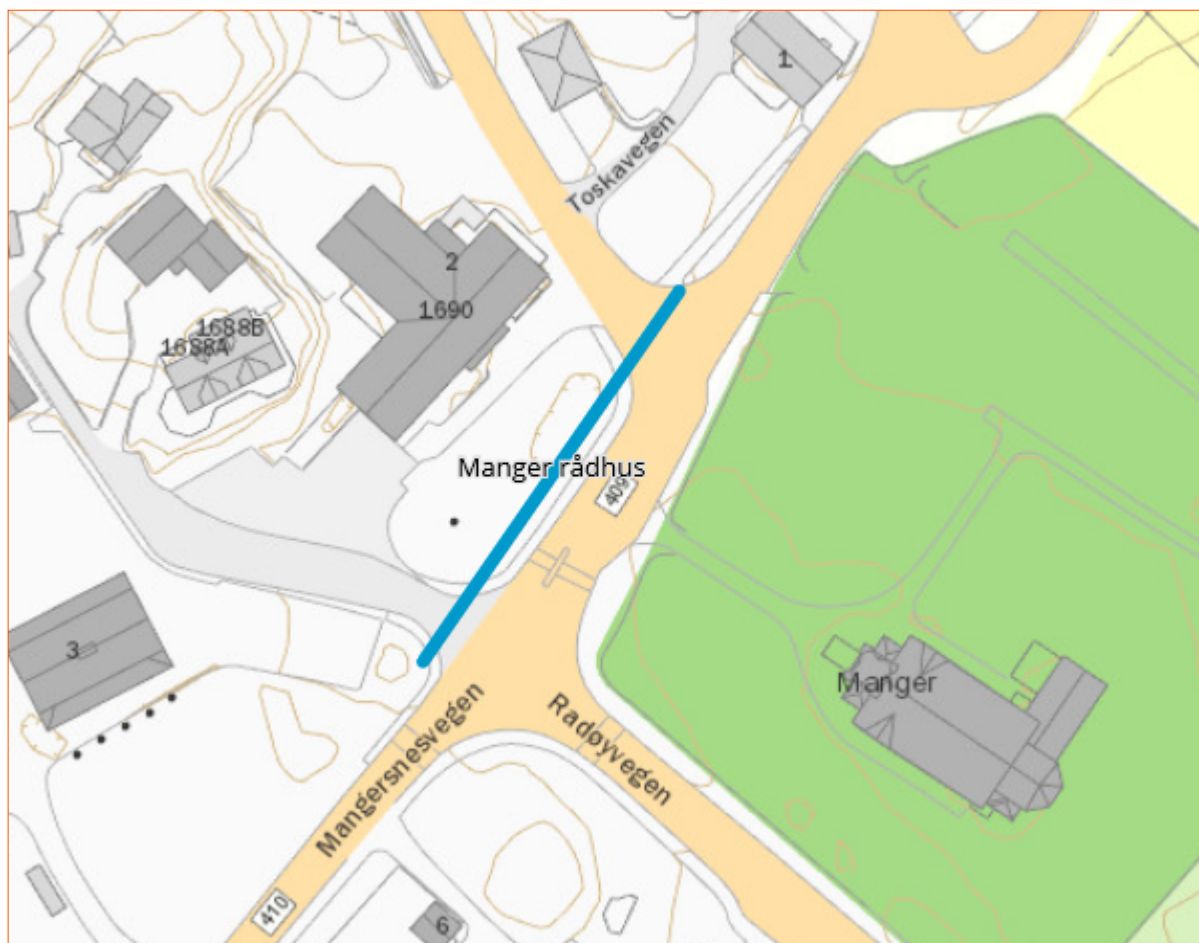 1
Toskavegen
2
1690
1688B
1688A
Manger rådhus
409
3
Manger
Mangersnesvegen
Radøyvegen
410
6